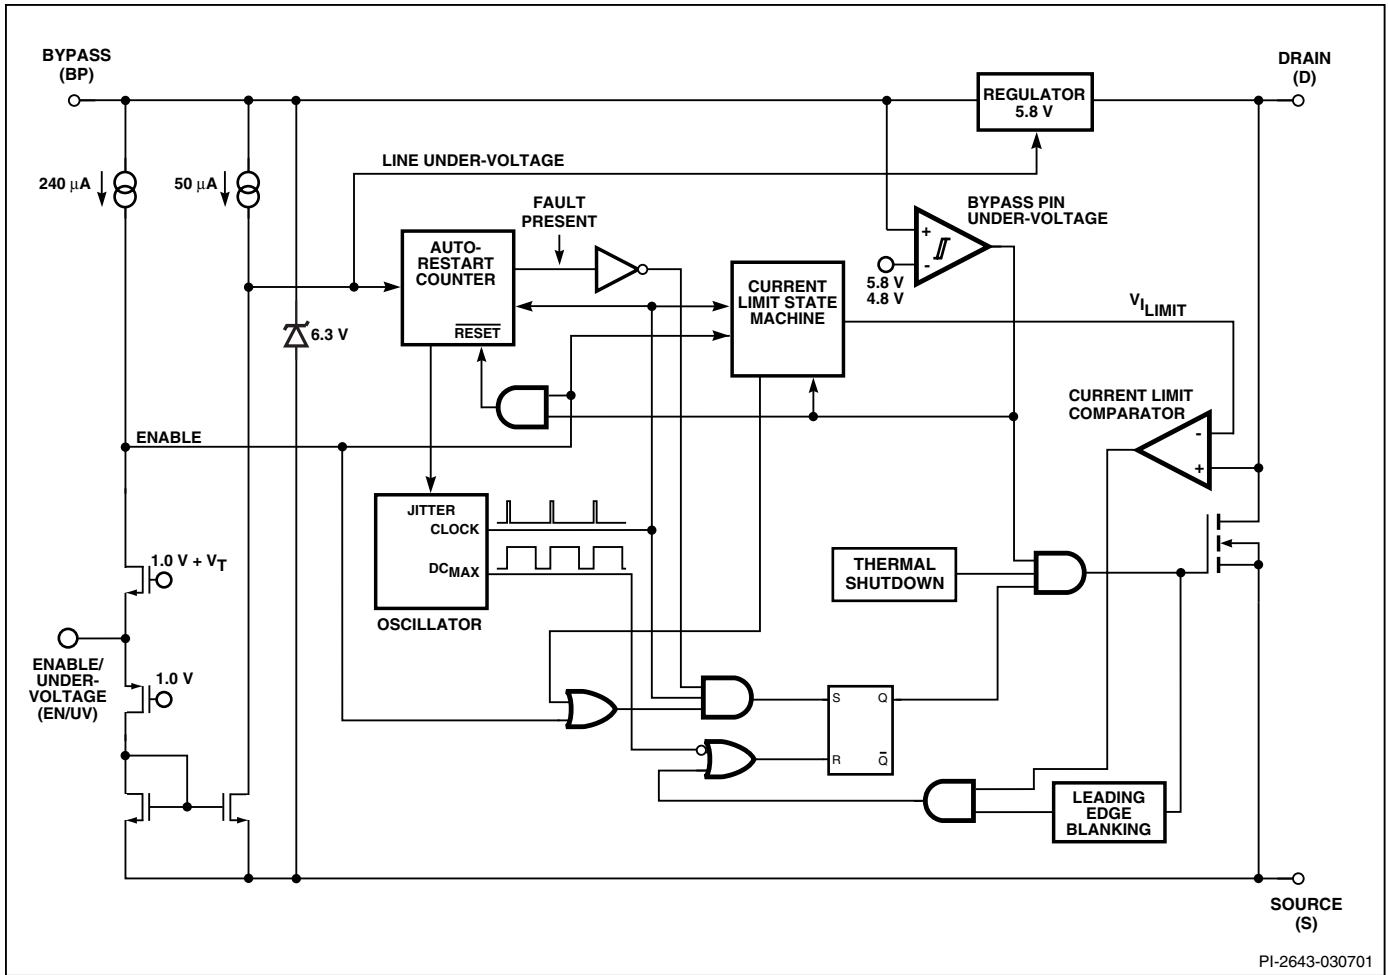 BYPASS
(BP)
DRAIN
(D)
REGULATOR
5.8 V
LINE UNDER-VOLTAGE
240 μA
50 μA
FAULT
PRESENT
BYPASS PIN
UNDER-VOLTAGE
+
-
5.8 V
4.8 V
AUTO-
RESTART
COUNTER
RESET
CURRENT
LIMIT STATE
MACHINE
VILIMIT
6.3 V
CURRENT LIMIT
COMPARATOR
-
+
ENABLE
JITTER
CLOCK
DCMAX
OSCILLATOR
1.0 V + VT
THERMAL
SHUTDOWN
ENABLE/
UNDER-
VOLTAGE
(EN/UV)
1.0 V
S Q
R Q̅
LEADING
EDGE
BLANKING
SOURCE
(S)
PI-2643-030701